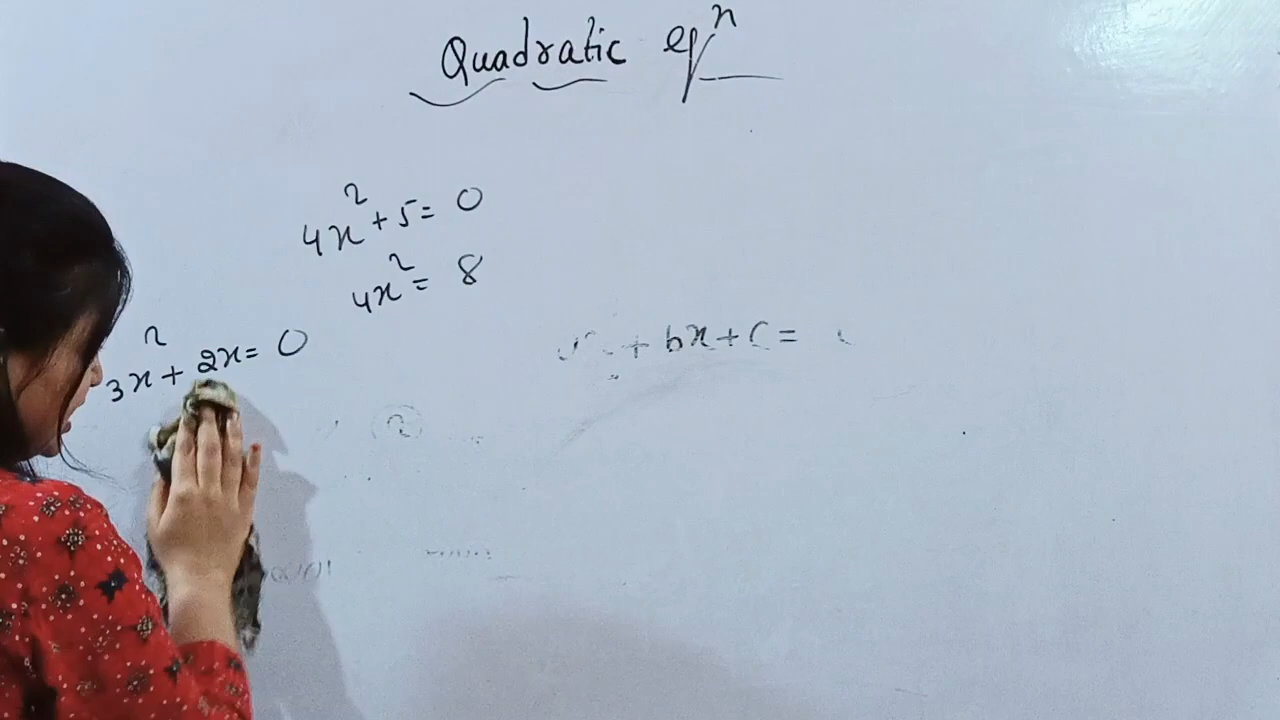 Quadratic eqⁿ
4x² + 5 = 0
4x² = 8
3x² + 2x = 0
+ bx + c =